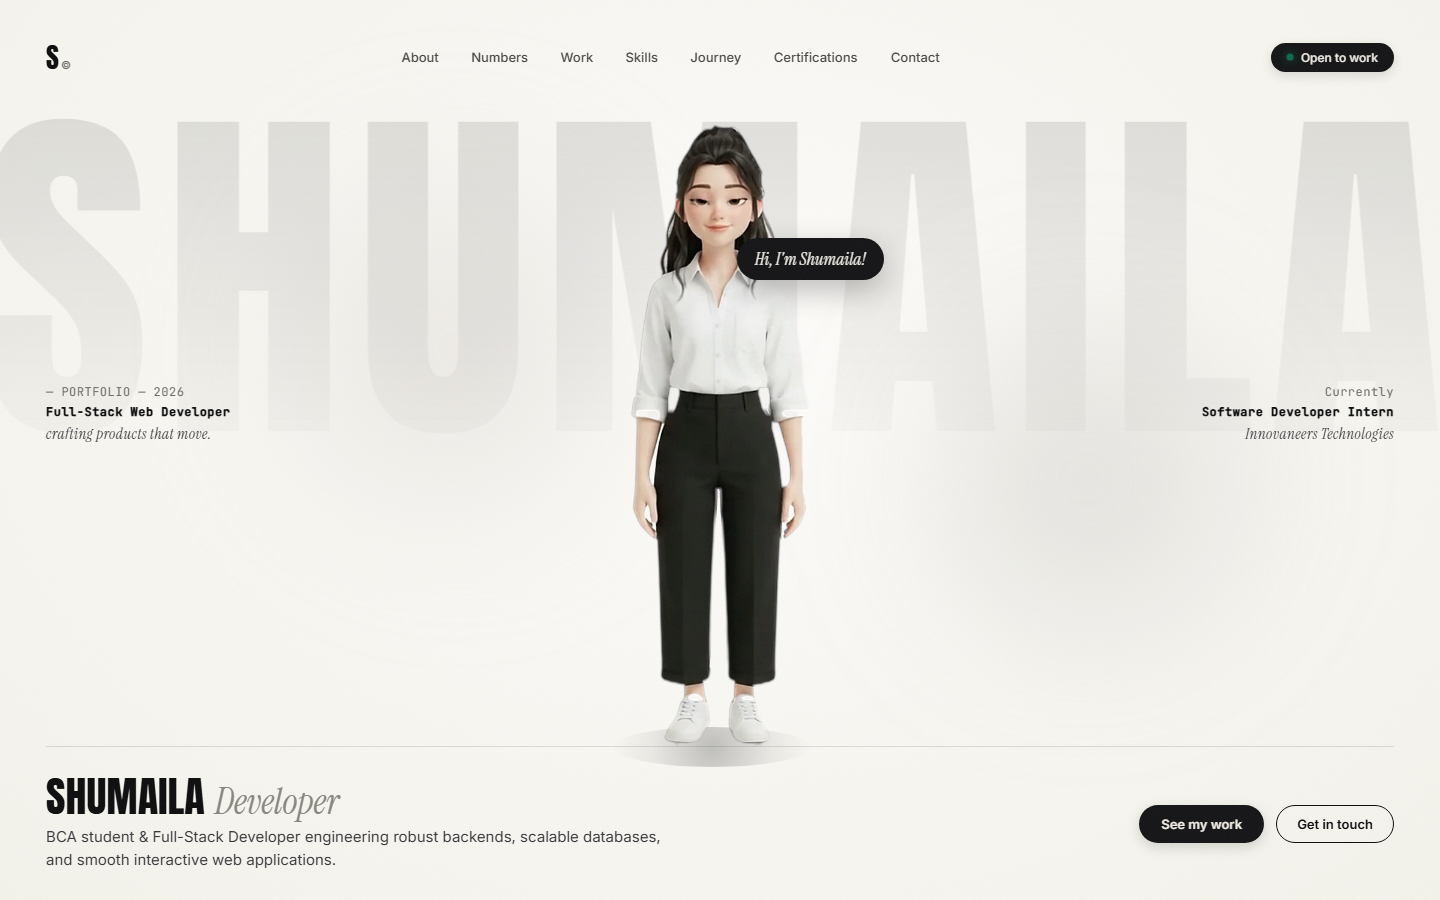 S.©
About
Numbers
Work
Skills
Journey
Certifications
Contact
Open to work
SHUMAILA
Hi, I'm Shumaila!
— PORTFOLIO — 2026
Full-Stack Web Developer
crafting products that move.
Currently
Software Developer Intern
Innovaneers Technologies
SHUMAILA Developer
BCA student & Full-Stack Developer engineering robust backends, scalable databases,
and smooth interactive web applications.
See my work
Get in touch